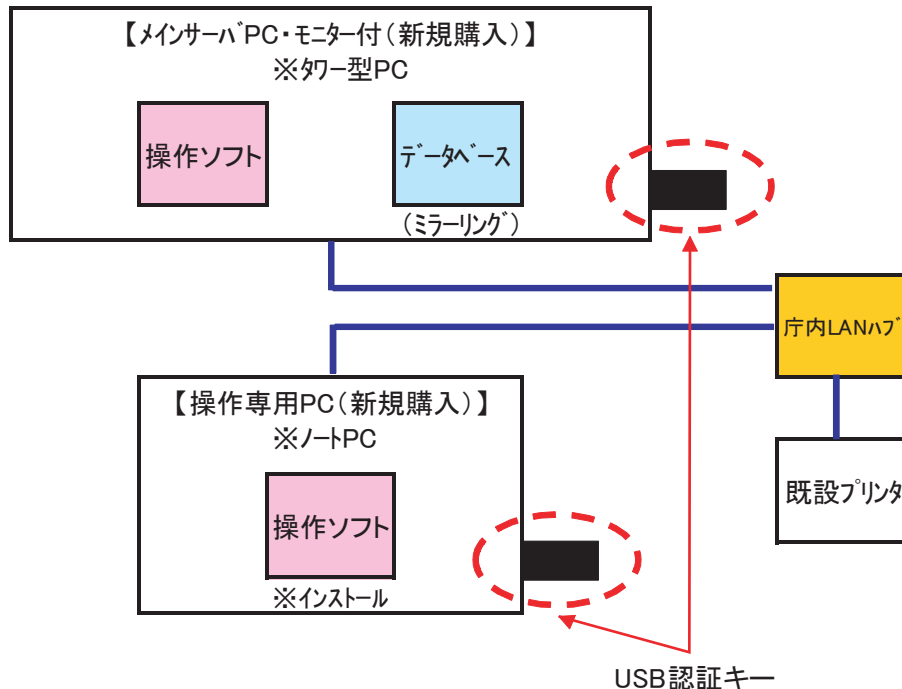 【ﾒｲﾝｻｰﾊﾞPC・ﾓﾆﾀｰ付（新規購入）】
※ﾀﾜｰ型PC
操作ソフト
ﾃﾞｰﾀﾍﾞｰｽ
（ﾐﾗｰﾘﾝｸﾞ）
庁内LANﾊﾌﾞ
【操作専用PC（新規購入）】
※ﾉｰﾄPC
既設ﾌﾟﾘﾝﾀ
操作ソフト
※ｲﾝｽﾄｰﾙ
USB認証キー